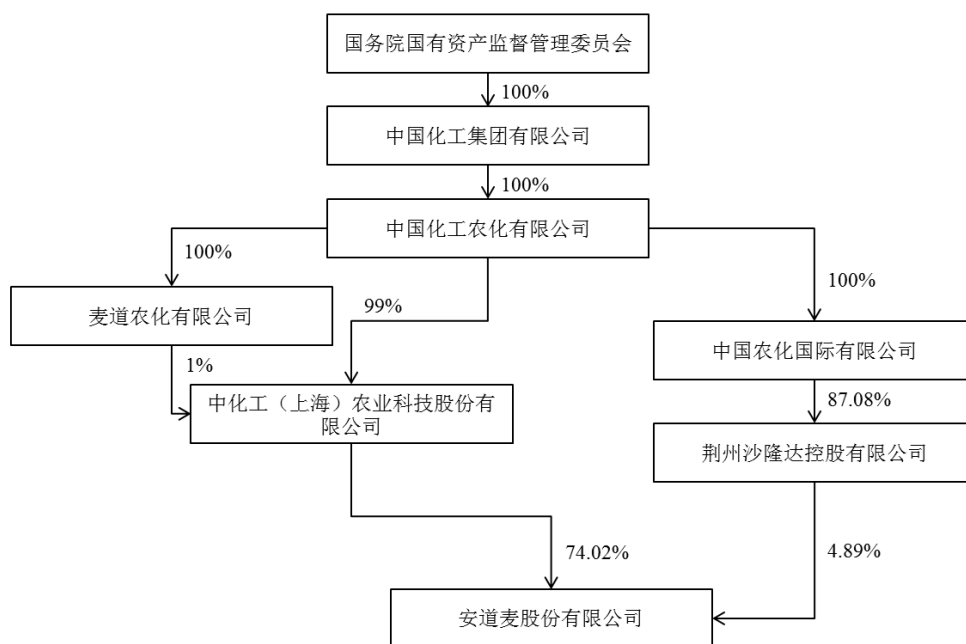 国务院国有资产监督管理委员会
100%
中国化工集团有限公司
100%
中国化工农化有限公司
100%
99%
100%
麦道农化有限公司
中国农化国际有限公司
1%
87.08%
中化工（上海）农业科技股份有
限公司
荆州沙隆达控股有限公司
74.02%
4.89%
安道麦股份有限公司